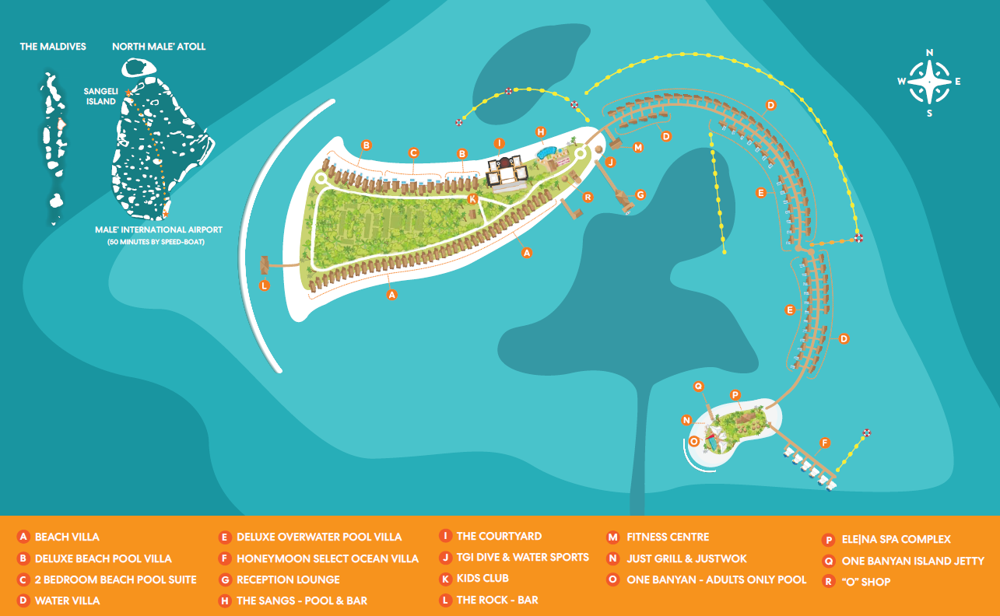 THE MALDIVES
NORTH MALE' ATOLL
SANGELI
ISLAND
MALE' INTERNATIONAL AIRPORT
(50 MINUTES BY SPEED-BOAT)
N
W
E
S
B
C
B
I
H
D
D
M
J
G
R
K
E
A
A
L
E
D
Q
P
N
O
F
A BEACH VILLA
B DELUXE BEACH POOL VILLA
C 2 BEDROOM BEACH POOL SUITE
D WATER VILLA
E DELUXE OVERWATER POOL VILLA
F HONEYMOON SELECT OCEAN VILLA
G RECEPTION LOUNGE
H THE SANGS - POOL & BAR
I THE COURTYARD
J TGI DIVE & WATER SPORTS
K KIDS CLUB
L THE ROCK - BAR
M FITNESS CENTRE
N JUST GRILL & JUSTWOK
O ONE BANYAN - ADULTS ONLY POOL
P ELE|NA SPA COMPLEX
Q ONE BANYAN ISLAND JETTY
R "O" SHOP